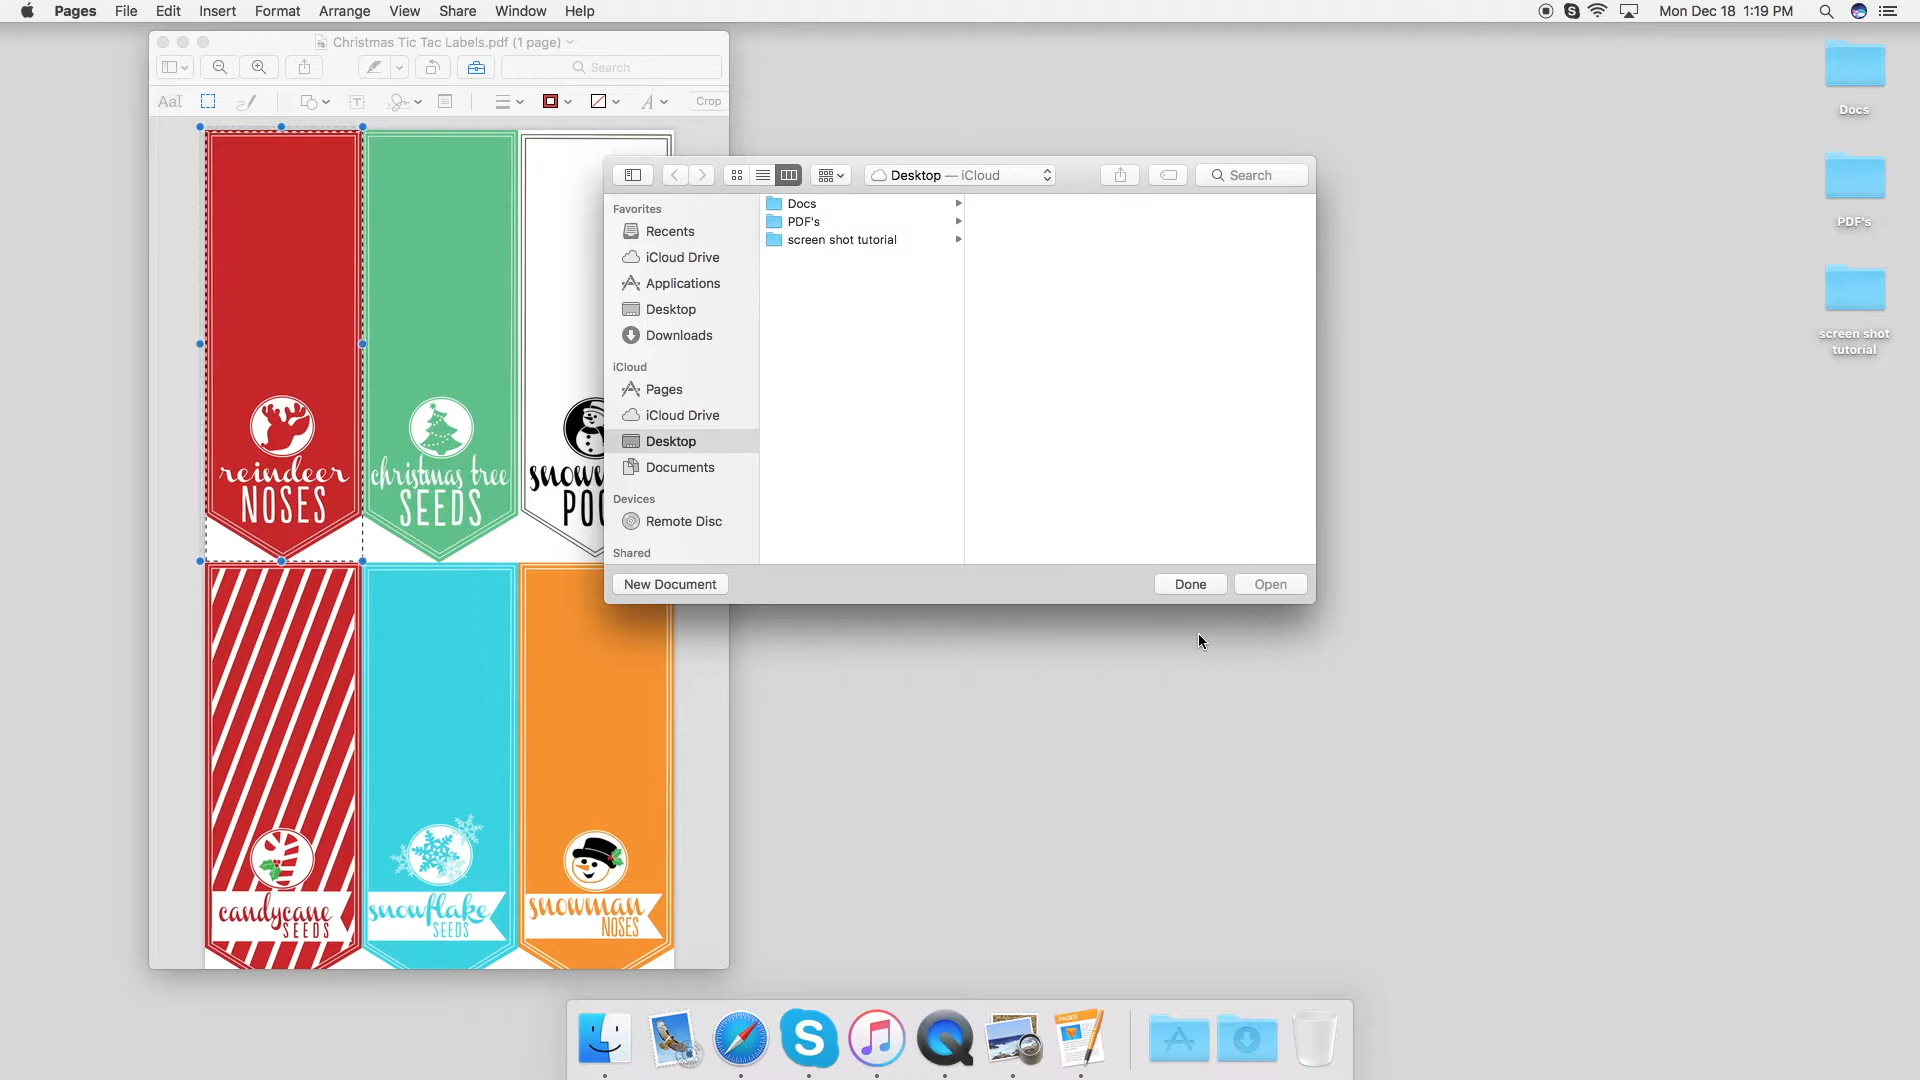 Pages File Edit Insert Format Arrange View Share Window Help Mon Dec 18 1:19 PM
Christmas Tic Tac Labels.pdf (1 page)
Search
AaI T A Crop
reindeer
NOSES
christmas tree
SEEDS
candycane
SEEDS
snowflake
SEEDS
snowman
NOSES
Desktop — iCloud
Search
Favorites
Recents
iCloud Drive
Applications
Desktop
Downloads
iCloud
Pages
iCloud Drive
Desktop
Documents
Devices
Remote Disc
Shared
Docs
PDF's
screen shot tutorial
New Document Done Open
Docs
PDF's
screen shot
tutorial
PAGES